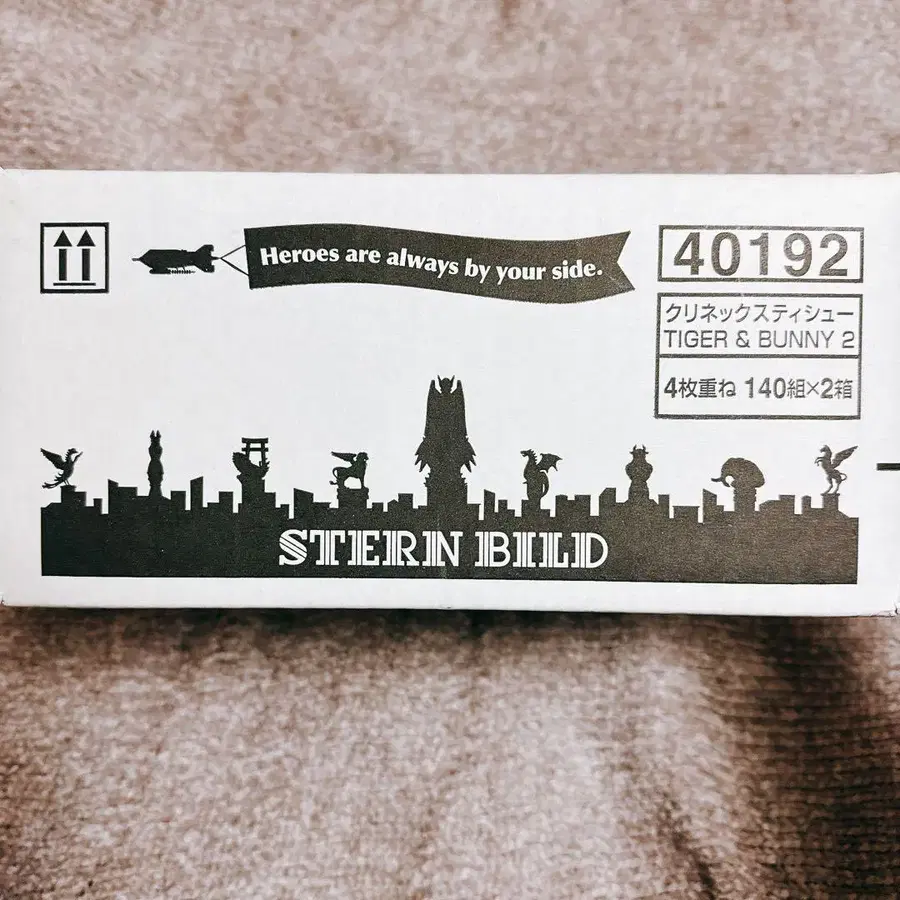 Heroes are always by your side.
40192
クリネックスティシュー
TIGER & BUNNY 2
4枚重ね 140組×2箱
STERN BILD